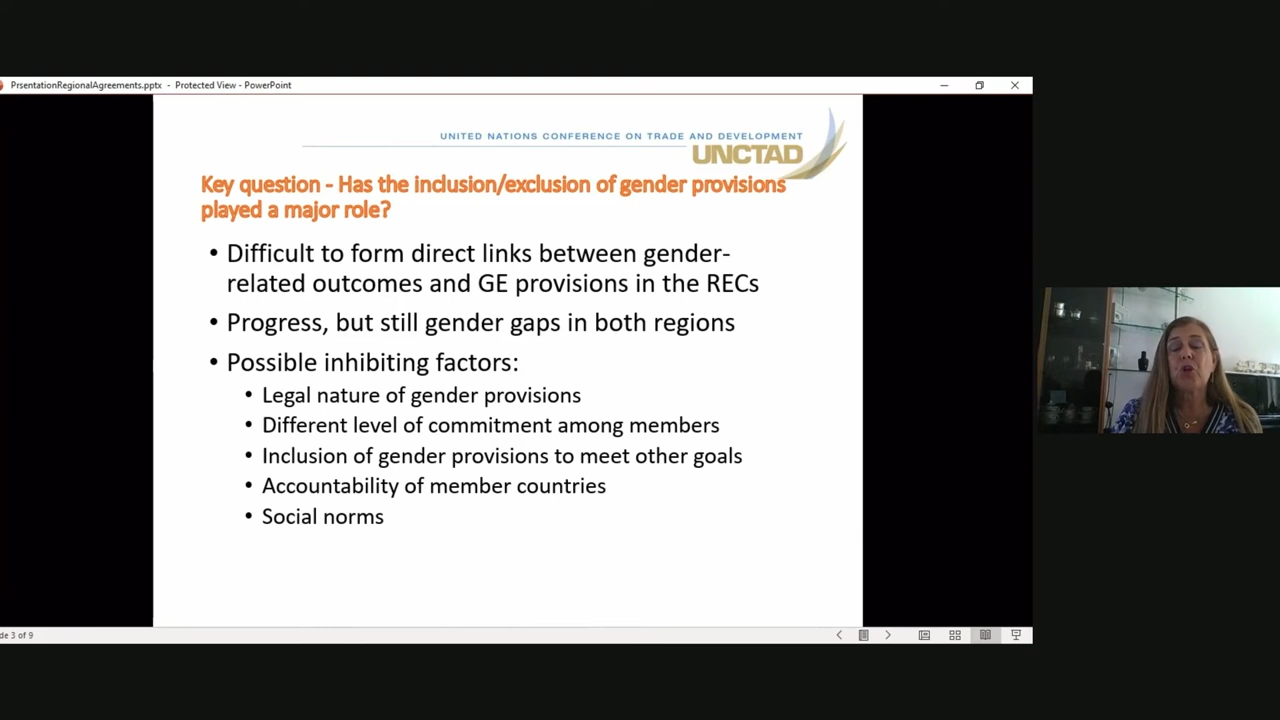 PrsentationRegionalAgreements.pptx - Protected View - PowerPoint
UNITED NATIONS CONFERENCE ON TRADE AND DEVELOPMENT
UNCTAD
Key question - Has the inclusion/exclusion of gender provisions
played a major role?
• Difficult to form direct links between gender-
related outcomes and GE provisions in the RECs
• Progress, but still gender gaps in both regions
• Possible inhibiting factors:
• Legal nature of gender provisions
• Different level of commitment among members
• Inclusion of gender provisions to meet other goals
• Accountability of member countries
• Social norms
de 3 of 9